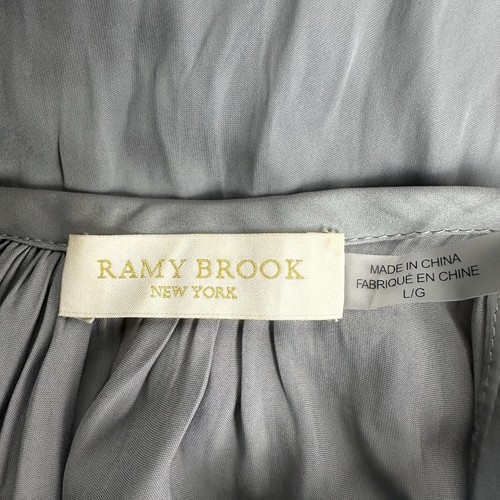 RAMY BROOK
NEW YORK
MADE IN CHINA
FABRIQUÉ EN CHINE
L/G